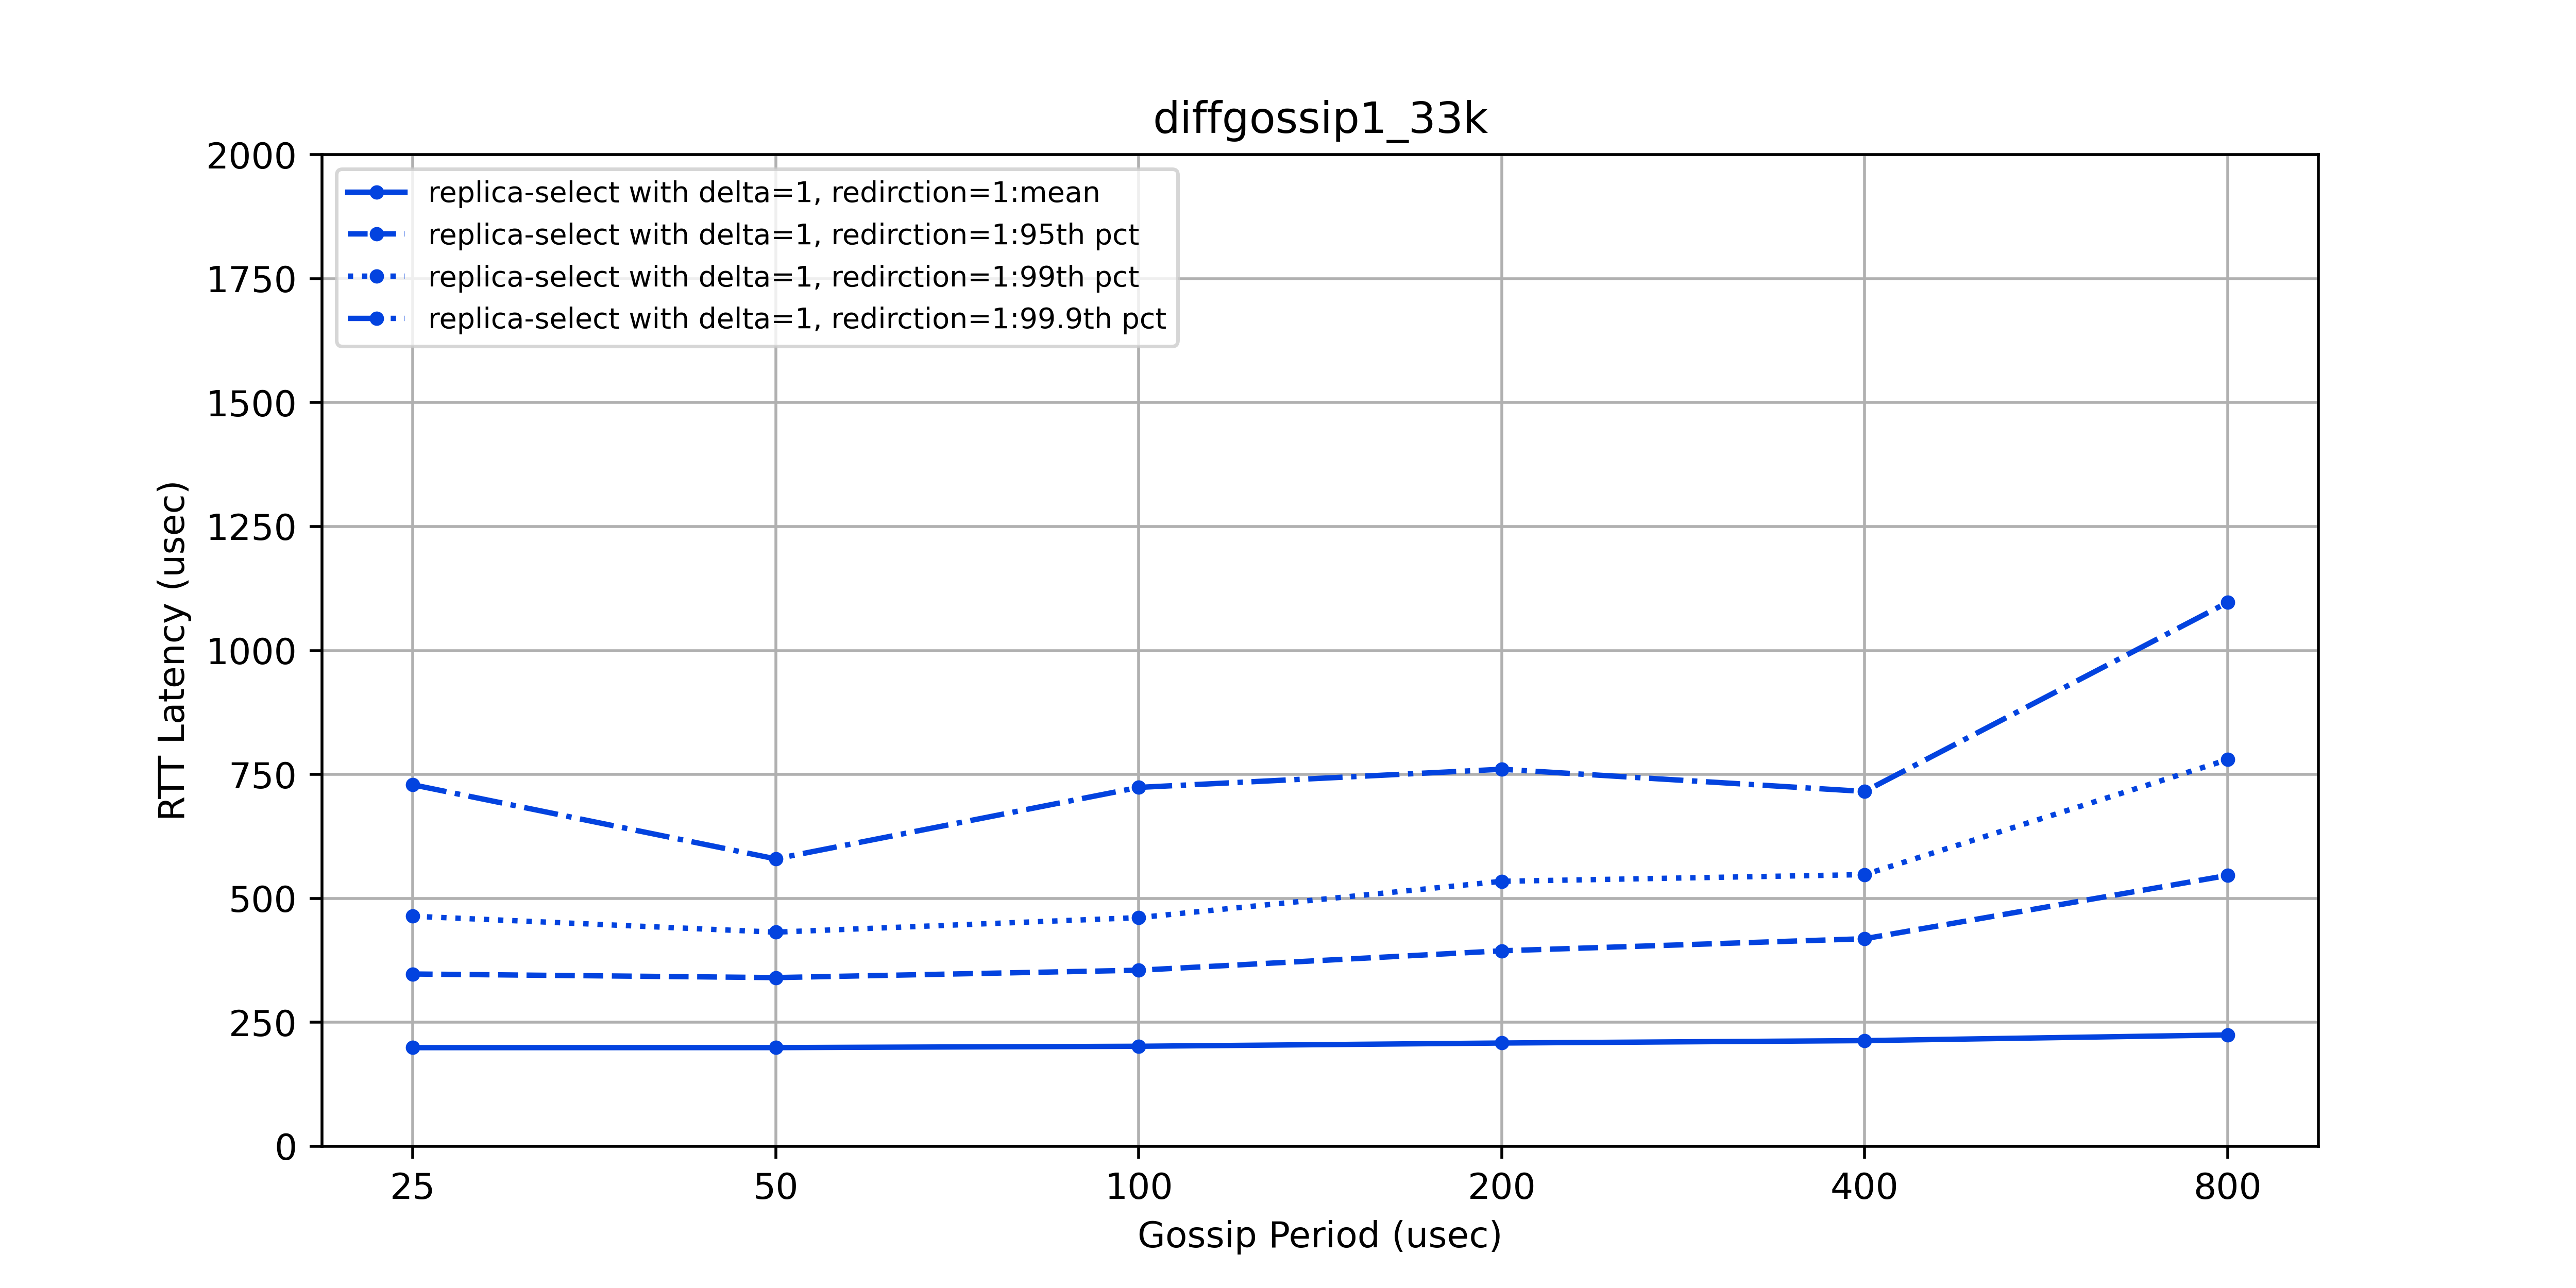 diffgossip1_33k
2000
1750
1500
1250
1000
750
500
250
0
RTT Latency (usec)
replica-select with delta=1, redirction=1:mean
replica-select with delta=1, redirction=1:95th pct
replica-select with delta=1, redirction=1:99th pct
replica-select with delta=1, redirction=1:99.9th pct
25 50 100 200 400 800
Gossip Period (usec)